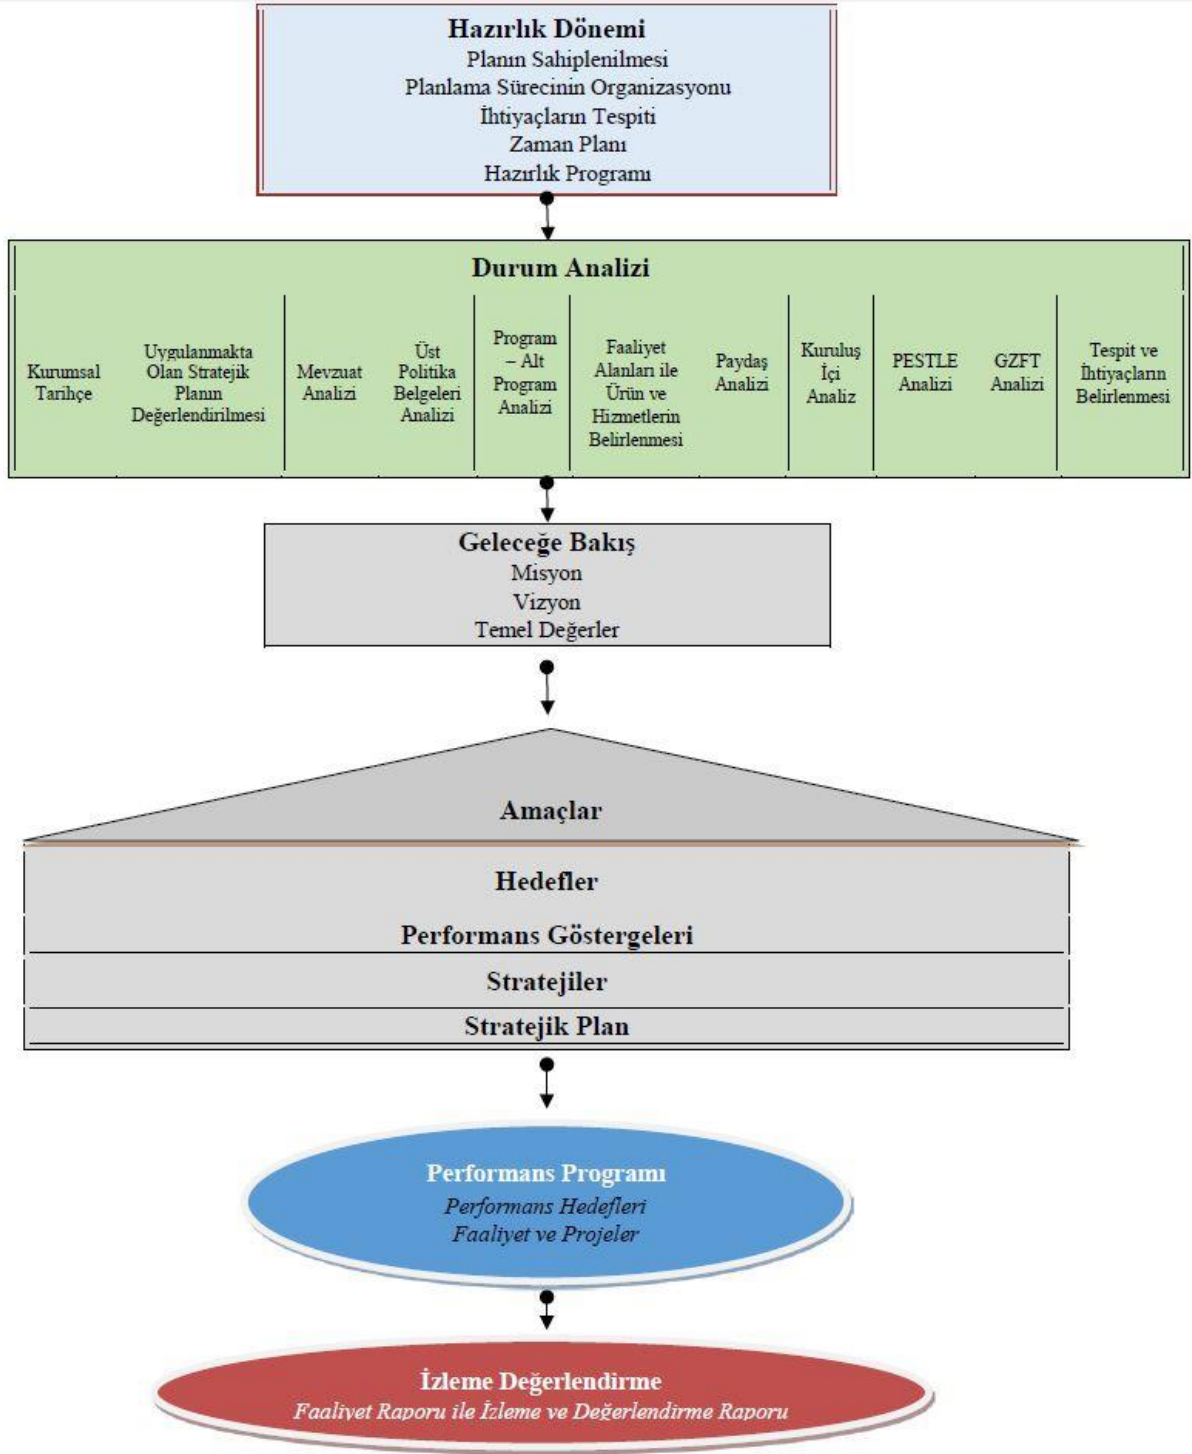 Hazırlık Dönemi
Planın Sahiplenilmesi
Planlama Sürecinin Organizasyonu
İhtiyaçların Tespiti
Zaman Planı
Hazırlık Programı
Durum Analizi
Kurumsal
Tarihçe
Uygulanmakta
Olan Stratejik
Planın
Değerlendirilmesi
Mevzuat
Analizi
Üst
Politika
Belgeleri
Analizi
Program
– Alt
Program
Analizi
Faaliyet
Alanları ile
Ürün ve
Hizmetlerin
Belirlenmesi
Paydaş
Analizi
Kuruluş
İçi
Analiz
PESTLE
Analizi
GZFT
Analizi
Tespit ve
İhtiyaçların
Belirlenmesi
Geleceğe Bakış
Misyon
Vizyon
Temel Değerler
Amaçlar
Hedefler
Performans Göstergeleri
Stratejiler
Stratejik Plan
Performans Programı
Performans Hedefleri
Faaliyet ve Projeler
İzleme Değerlendirme
Faaliyet Raporu ile İzleme ve Değerlendirme Raporu